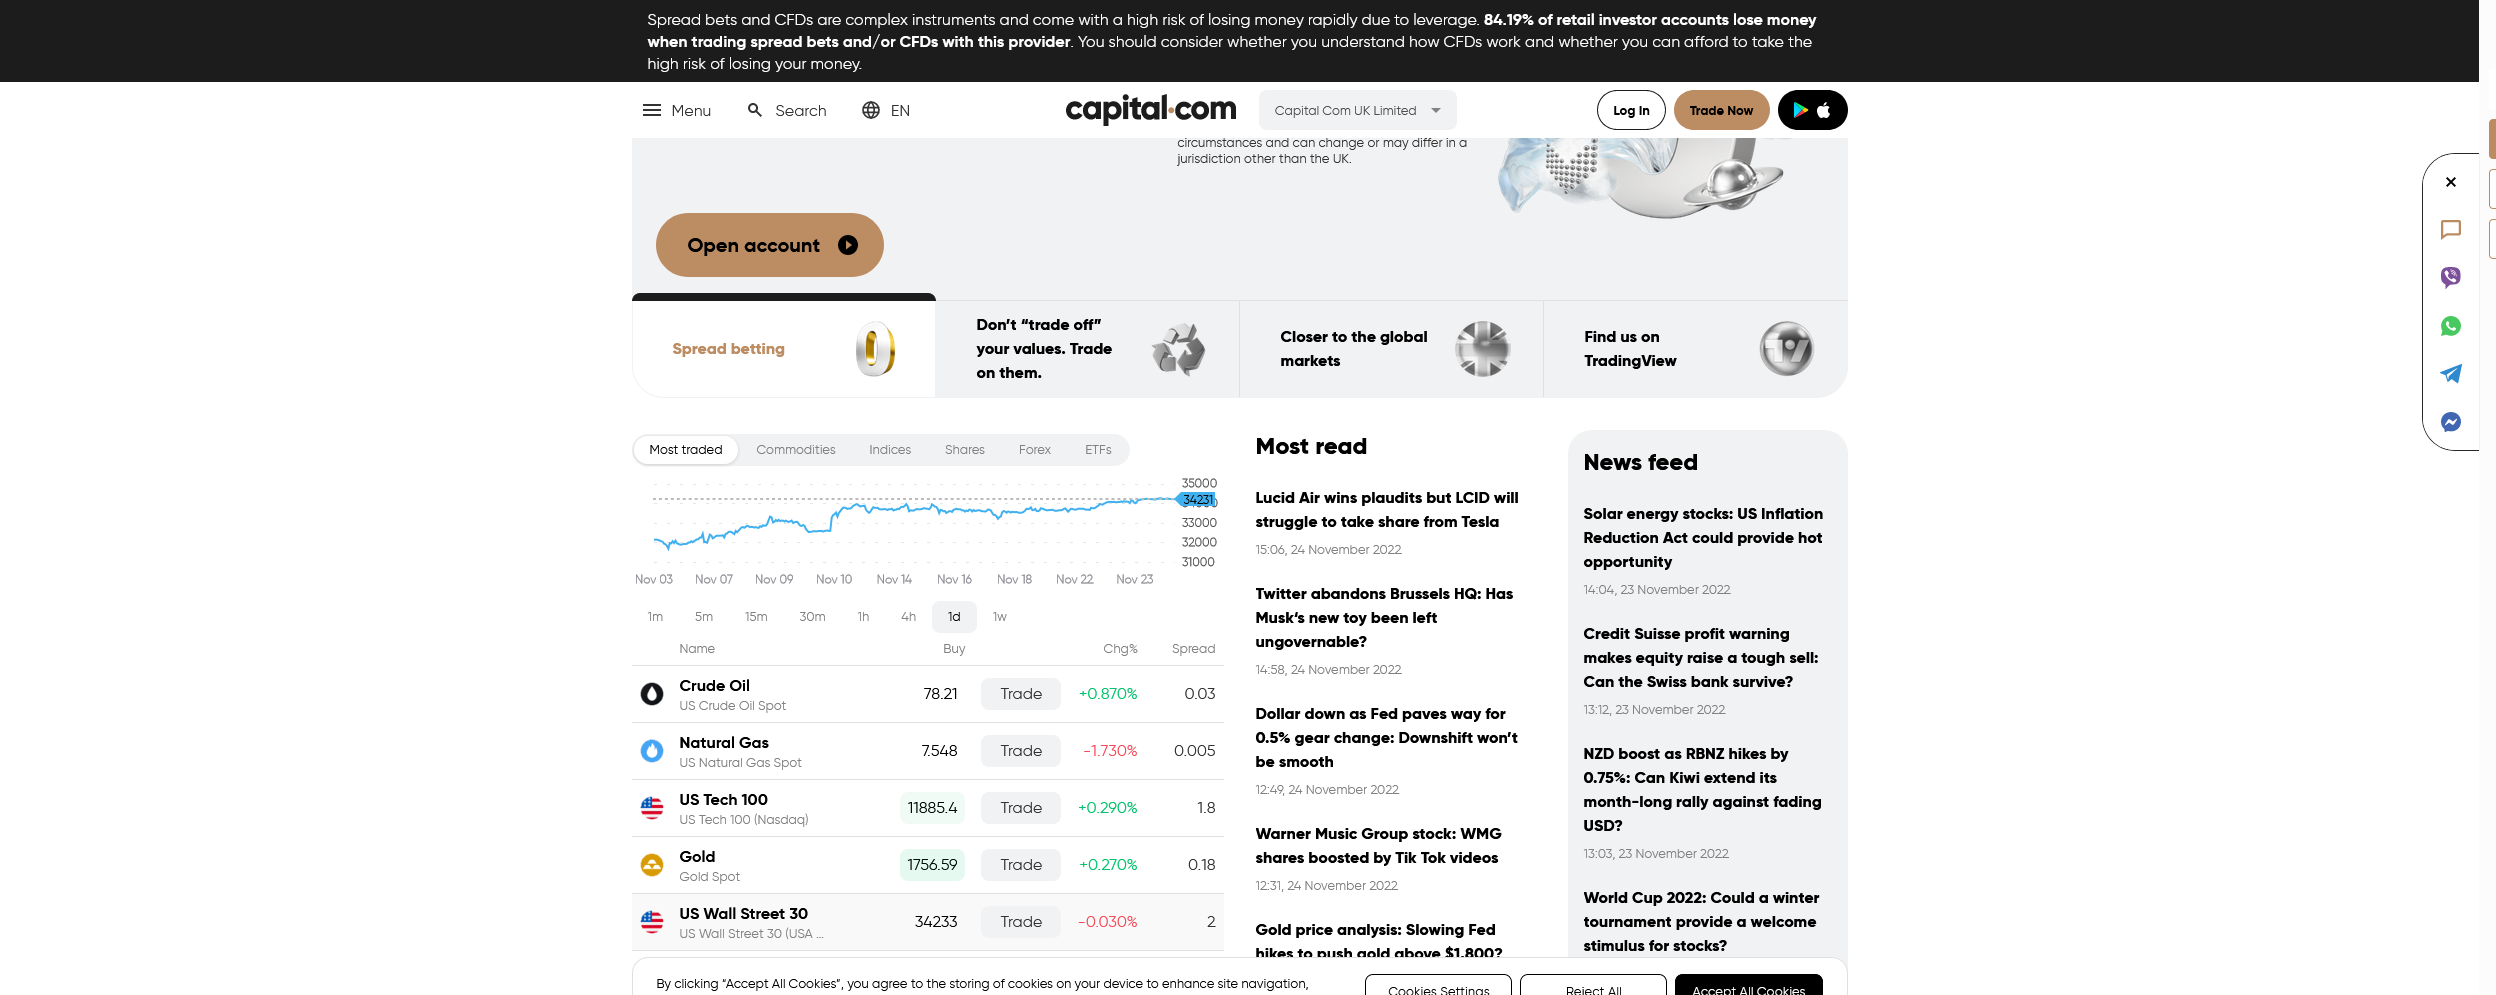 Spread bets and CFDs are complex instruments and come with a high risk of losing money rapidly due to leverage. 84.19% of retail investor accounts lose money
when trading spread bets and/or CFDs with this provider. You should consider whether you understand how CFDs work and whether you can afford to take the
high risk of losing your money.
Menu Search EN capital.com Capital Com UK Limited Log In Trade Now
circumstances and can change or may differ in a
jurisdiction other than the UK.
Open account
Spread betting
Don't “trade off”
your values. Trade
on them.
Closer to the global
markets
Find us on
TradingView
Most traded Commodities Indices Shares Forex ETFs
35000
34231
33000
32000
31000
Nov 03 Nov 07 Nov 09 Nov 10 Nov 14 Nov 16 Nov 18 Nov 22 Nov 23
1m 5m 15m 30m 1h 4h 1d 1w
Name Buy Chg% Spread
Crude Oil 78.21 Trade +0.870% 0.03
US Crude Oil Spot
Natural Gas 7.548 Trade -1.730% 0.005
US Natural Gas Spot
US Tech 100 11885.4 Trade +0.290% 1.8
US Tech 100 (Nasdaq)
Gold 1756.59 Trade +0.270% 0.18
Gold Spot
US Wall Street 30 34233 Trade -0.030% 2
US Wall Street 30 (USA ...
Most read
Lucid Air wins plaudits but LCID will
struggle to take share from Tesla
15:06, 24 November 2022
Twitter abandons Brussels HQ: Has
Musk's new toy been left
ungovernable?
14:58, 24 November 2022
Dollar down as Fed paves way for
0.5% gear change: Downshift won't
be smooth
12:49, 24 November 2022
Warner Music Group stock: WMG
shares boosted by Tik Tok videos
12:31, 24 November 2022
Gold price analysis: Slowing Fed
hikes to push gold above $1,800?
News feed
Solar energy stocks: US Inflation
Reduction Act could provide hot
opportunity
14:04, 23 November 2022
Credit Suisse profit warning
makes equity raise a tough sell:
Can the Swiss bank survive?
13:12, 23 November 2022
NZD boost as RBNZ hikes by
0.75%: Can Kiwi extend its
month-long rally against fading
USD?
13:03, 23 November 2022
World Cup 2022: Could a winter
tournament provide a welcome
stimulus for stocks?
By clicking “Accept All Cookies”, you agree to the storing of cookies on your device to enhance site navigation,
Cookies Settings Reject All Accept All Cookies